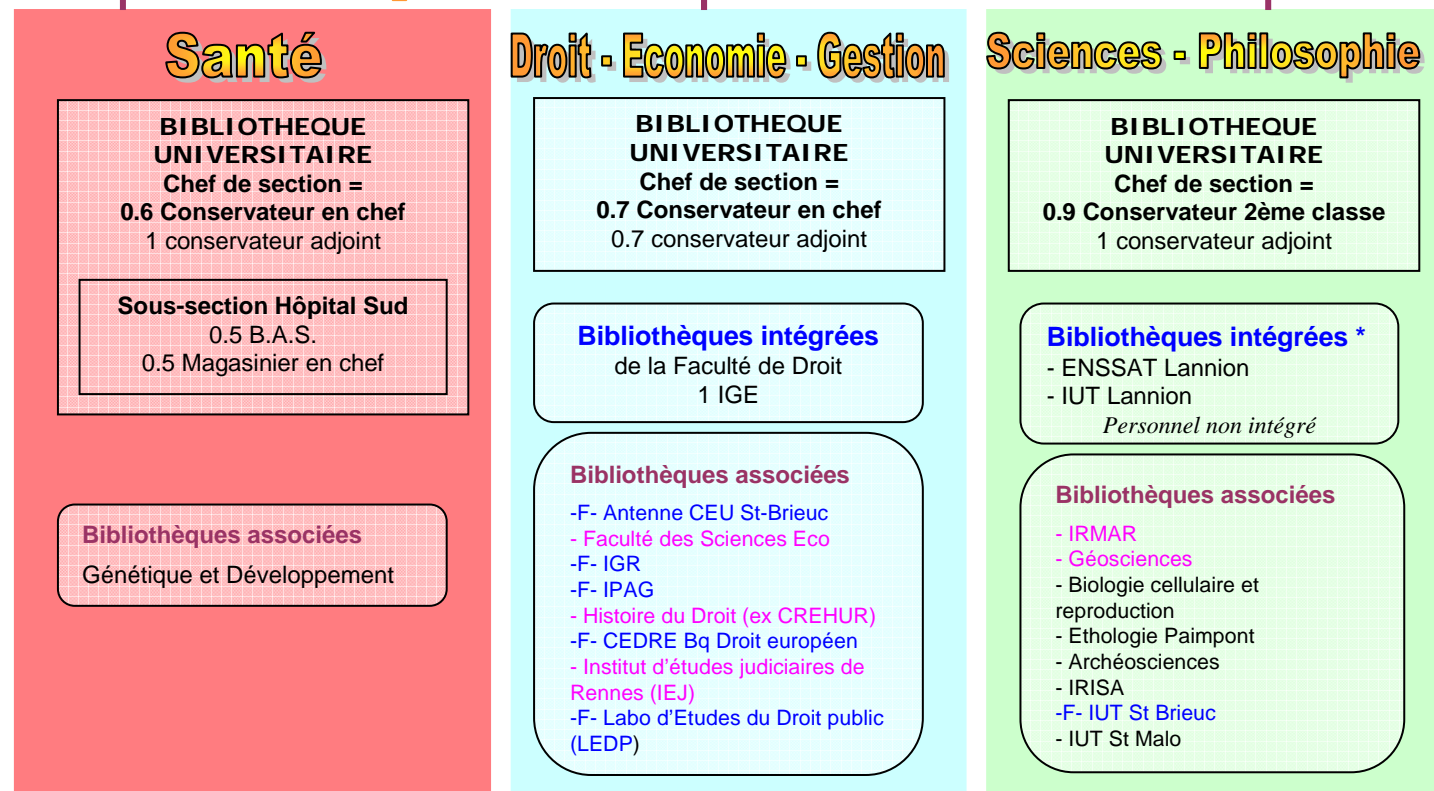 Santé
BIBLIOTHEQUE
UNIVERSITAIRE
Chef de section =
0.6 Conservateur en chef
1 conservateur adjoint
Sous-section Hôpital Sud
0.5 B.A.S.
0.5 Magasinier en chef
Bibliothèques associées
Génétique et Développement
Droit - Economie - Gestion
BIBLIOTHEQUE
UNIVERSITAIRE
Chef de section =
0.7 Conservateur en chef
0.7 conservateur adjoint
Bibliothèques intégrées
de la Faculté de Droit
1 IGE
Bibliothèques associées
-F- Antenne CEU St-Brieuc
- Faculté des Sciences Eco
-F- IGR
-F- IPAG
- Histoire du Droit (ex CREHUR)
-F- CEDRE Bq Droit européen
- Institut d'études judiciaires de
Rennes (IEJ)
-F- Labo d'Etudes du Droit public
(LEDP)
Sciences - Philosophie
BIBLIOTHEQUE
UNIVERSITAIRE
Chef de section =
0.9 Conservateur 2ème classe
1 conservateur adjoint
Bibliothèques intégrées *
- ENSSAT Lannion
- IUT Lannion
Personnel non intégré
Bibliothèques associées
- IRMAR
- Géosciences
- Biologie cellulaire et
reproduction
- Ethologie Paimpont
- Archéosciences
- IRISA
-F- IUT St Brieuc
- IUT St Malo